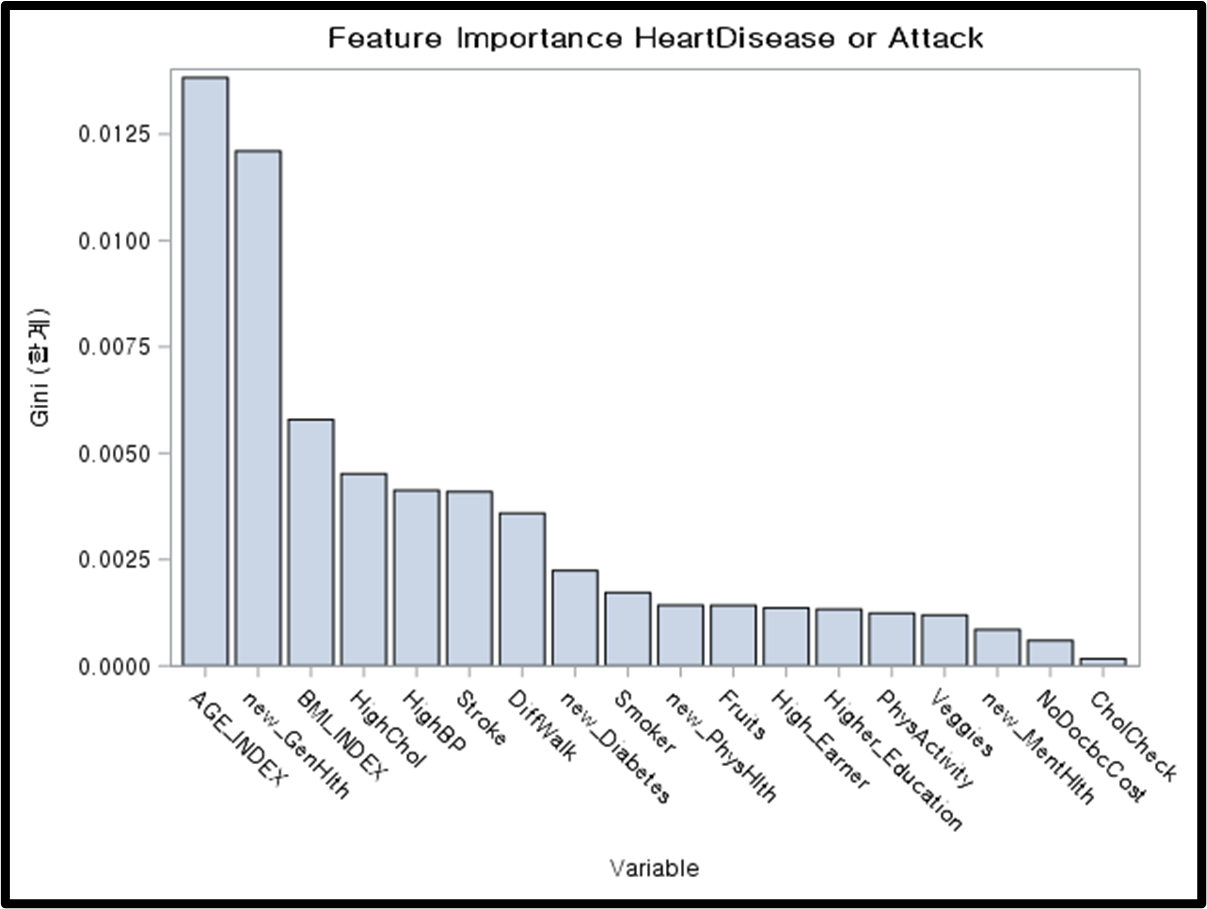 Feature Importance HeartDisease or Attack
0.0125
0.0100
0.0075
0.0050
0.0025
0.0000
Gini (합계)
AGE_INDEX
new_GenHlth
BMI_INDEX
HighChol
HighBP
Stroke
DiffWalk
new_Diabetes
Smoker
new_PhysHlth
Fruits
High_Earner
Higher_Education
PhysActivity
Veggies
new_MentHlth
NoDocbcCost
CholCheck
Variable